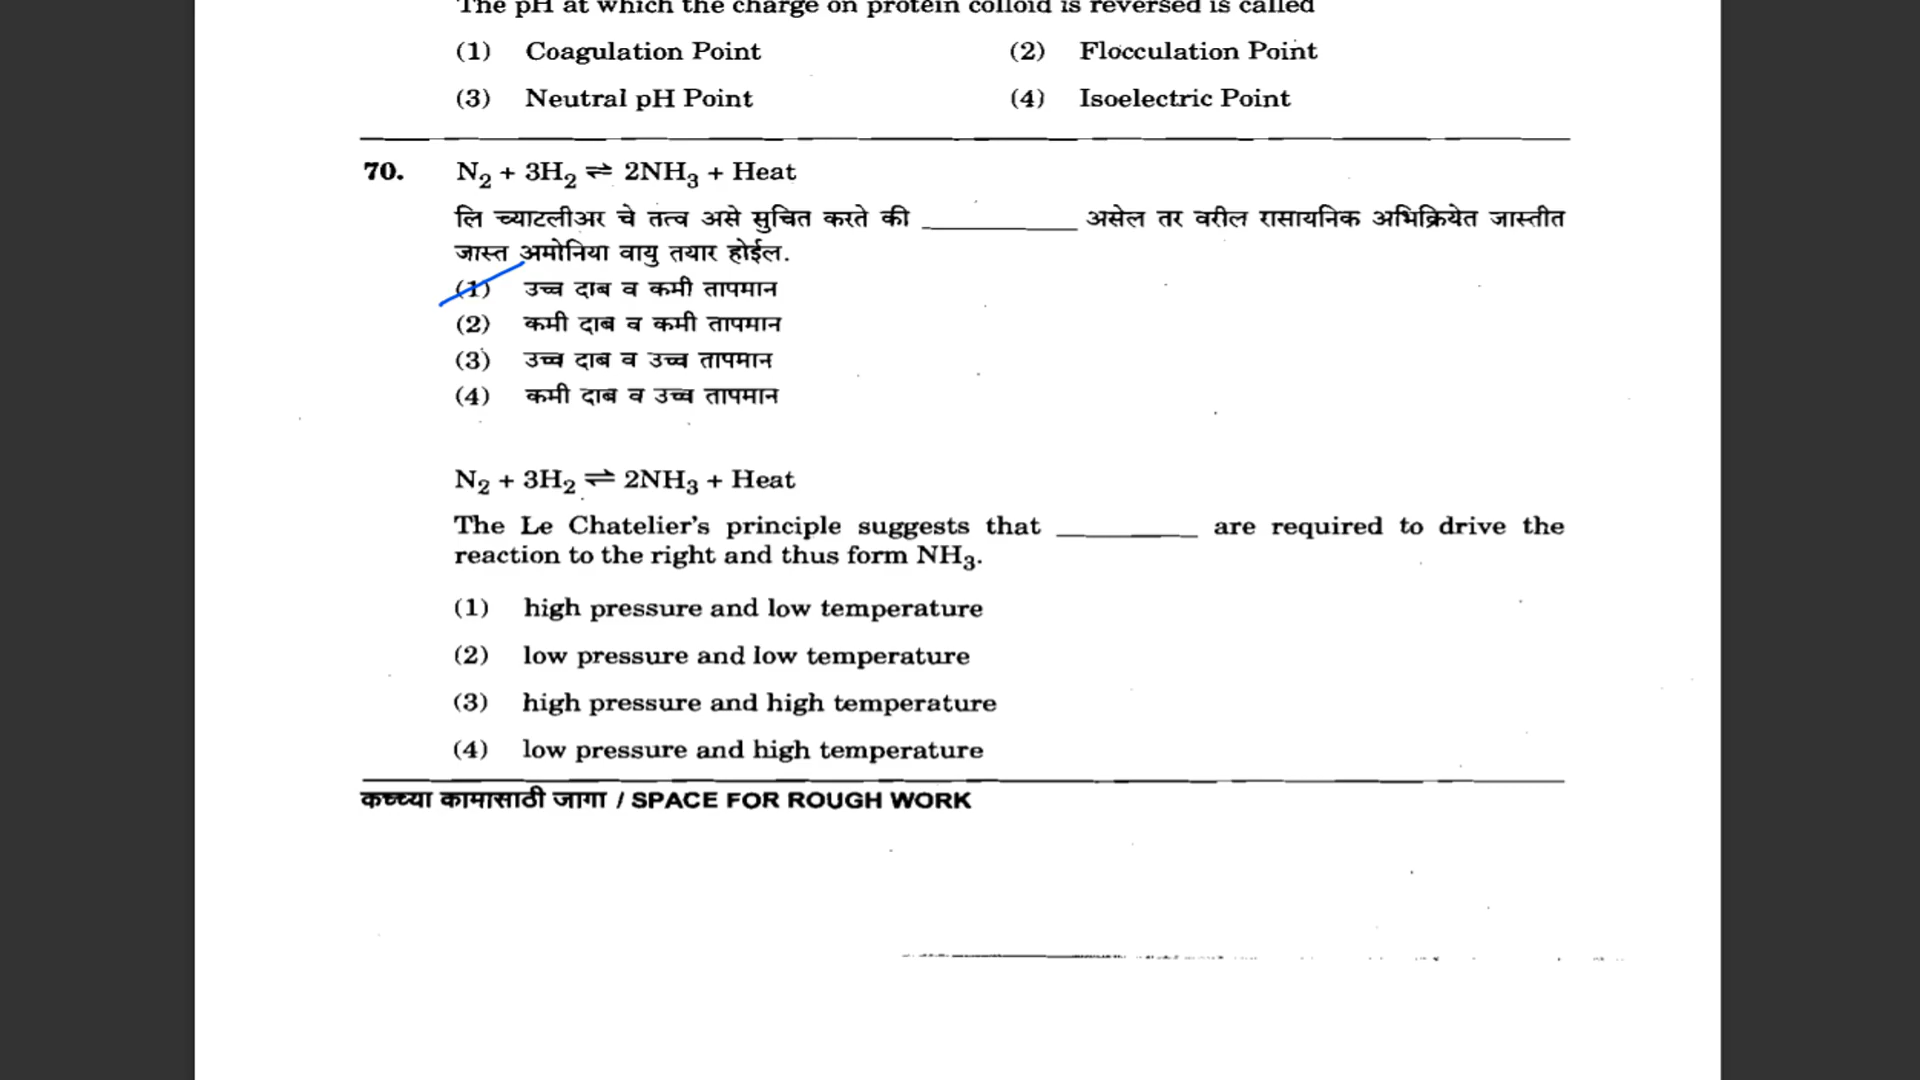 The pH at which the charge on protein colloid is reversed is called
(1) Coagulation Point (2) Flocculation Point
(3) Neutral pH Point (4) Isoelectric Point
70. N₂ + 3H₂ ⇌ 2NH₃ + Heat
लि च्याटलीअर चे तत्व असे सुचित करते की __________ असेल तर वरील रासायनिक अभिक्रियेत जास्तीत
जास्त अमोनिया वायु तयार होईल.
(1) उच्च दाब व कमी तापमान
(2) कमी दाब व कमी तापमान
(3) उच्च दाब व उच्च तापमान
(4) कमी दाब व उच्च तापमान
N₂ + 3H₂ ⇌ 2NH₃ + Heat
The Le Chatelier's principle suggests that __________ are required to drive the
reaction to the right and thus form NH₃.
(1) high pressure and low temperature
(2) low pressure and low temperature
(3) high pressure and high temperature
(4) low pressure and high temperature
कच्च्या कामासाठी जागा / SPACE FOR ROUGH WORK